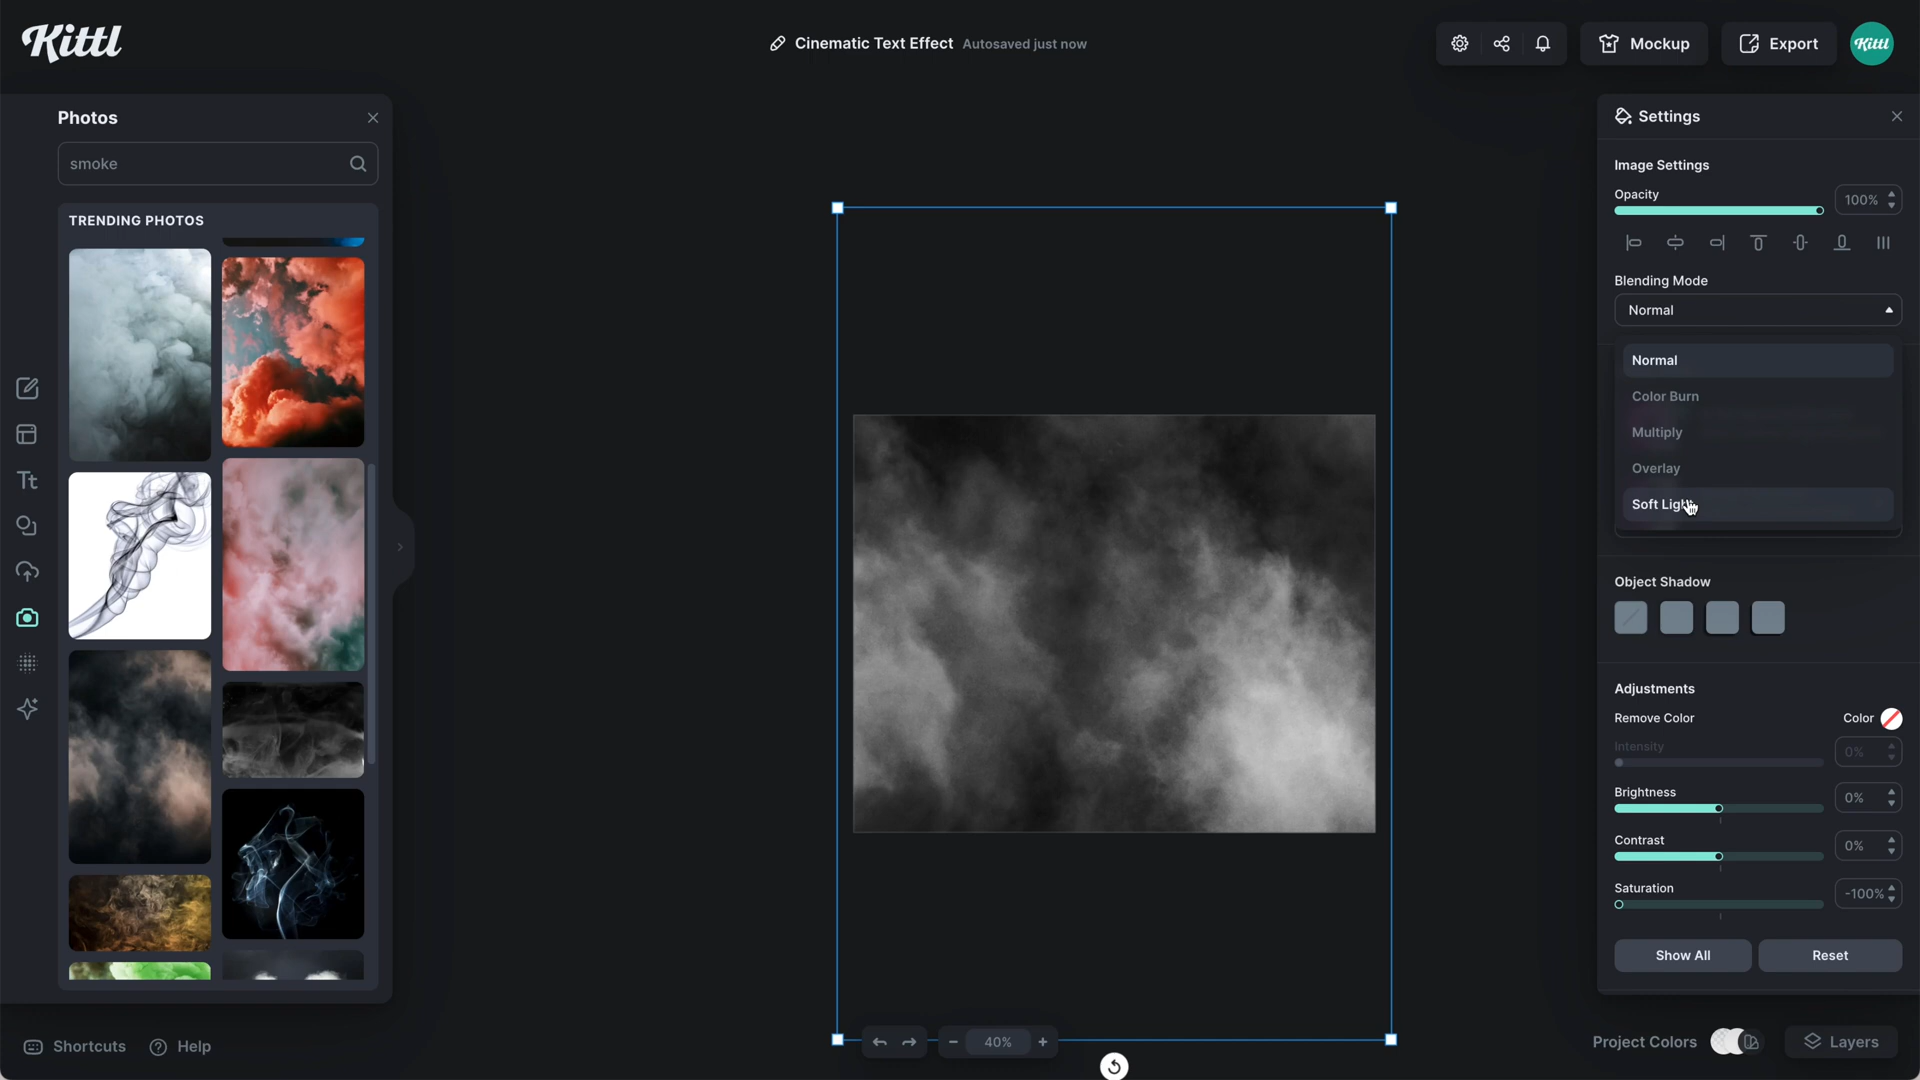 Kittl
Cinematic Text Effect Autosaved just now
Mockup
Export
Kittl
Photos
smoke
TRENDING PHOTOS
Settings
Image Settings
Opacity
100%
Blending Mode
Normal
Normal
Color Burn
Multiply
Overlay
Soft Light
Object Shadow
Adjustments
Remove Color
Color
Intensity
0%
Brightness
0%
Contrast
0%
Saturation
-100%
Show All
Reset
Shortcuts
Help
40%
Project Colors
Layers